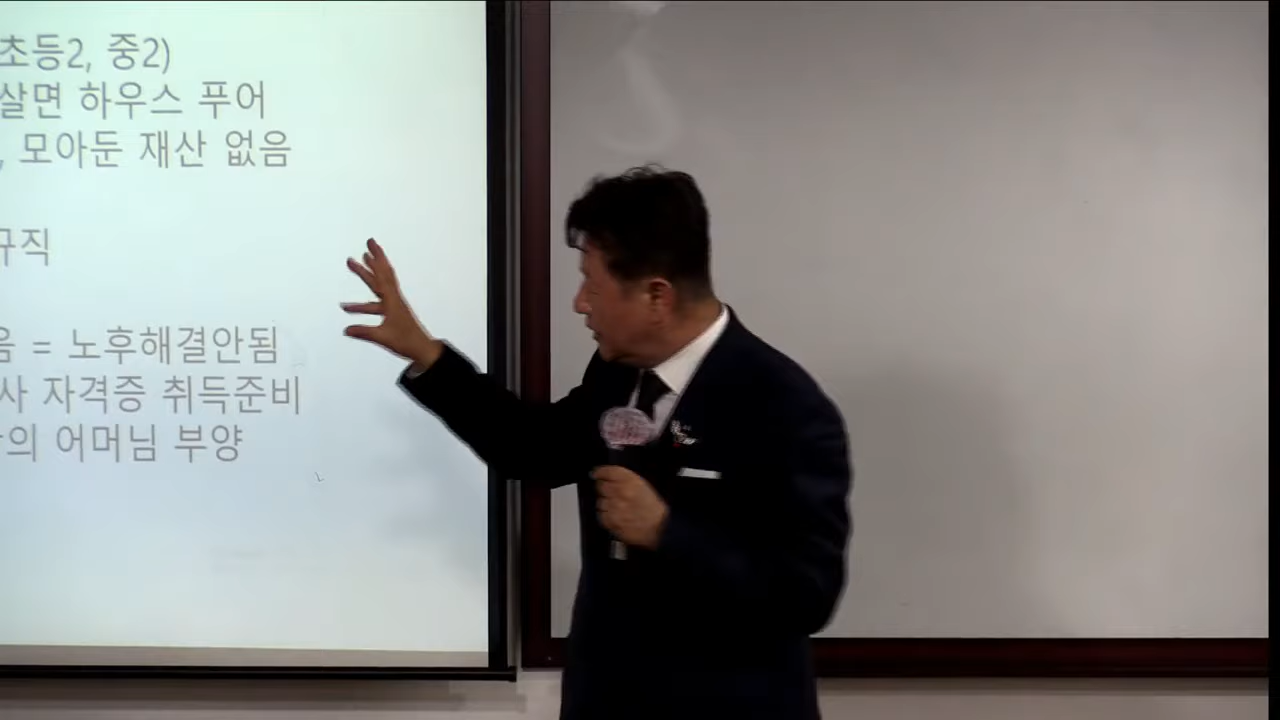 초등2, 중2)
살면 하우스 푸어
, 모아둔 재산 없음
규직
음 = 노후해결안됨
사 자격증 취득준비
의 어머님 부양